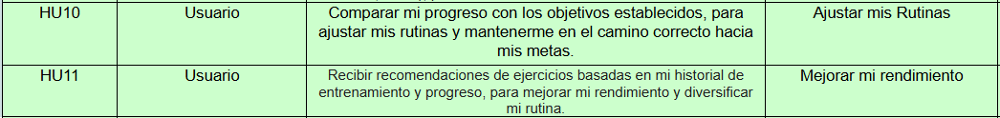 HU10 Usuario Comparar mi progreso con los objetivos establecidos, para Ajustar mis Rutinas
ajustar mis rutinas y mantenerme en el camino correcto hacia
mis metas.
HU11 Usuario Recibir recomendaciones de ejercicios basadas en mi historial de Mejorar mi rendimiento
entrenamiento y progreso, para mejorar mi rendimiento y diversificar
mi rutina.